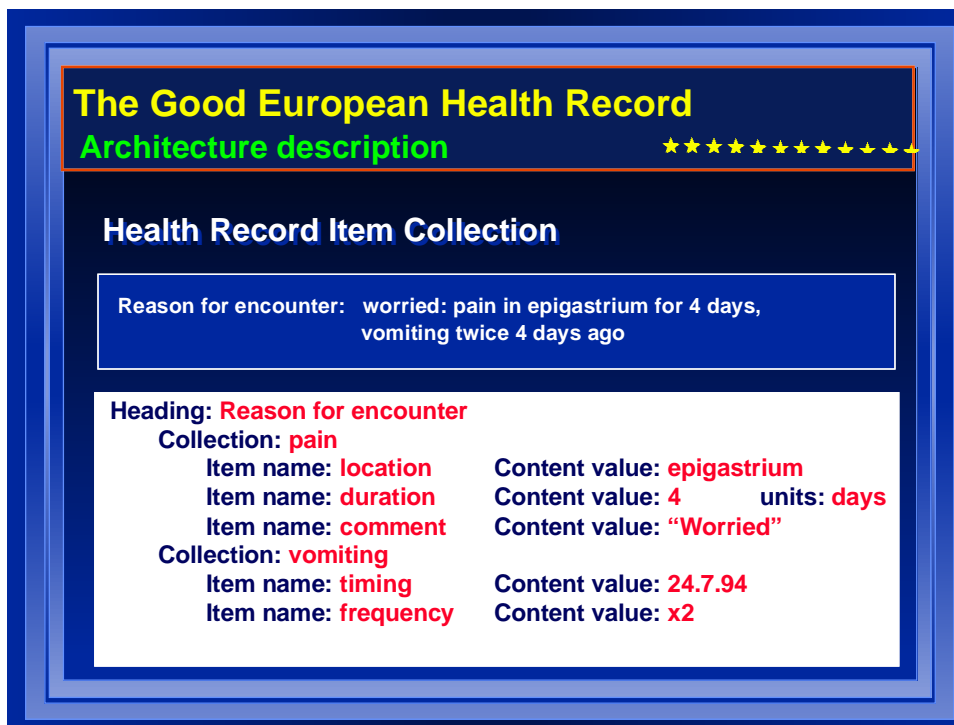 The Good European Health Record
Architecture description
Health Record Item Collection
Reason for encounter: worried: pain in epigastrium for 4 days,
vomiting twice 4 days ago
Heading: Reason for encounter
Collection: pain
Item name: location Content value: epigastrium
Item name: duration Content value: 4 units: days
Item name: comment Content value: “Worried”
Collection: vomiting
Item name: timing Content value: 24.7.94
Item name: frequency Content value: x2